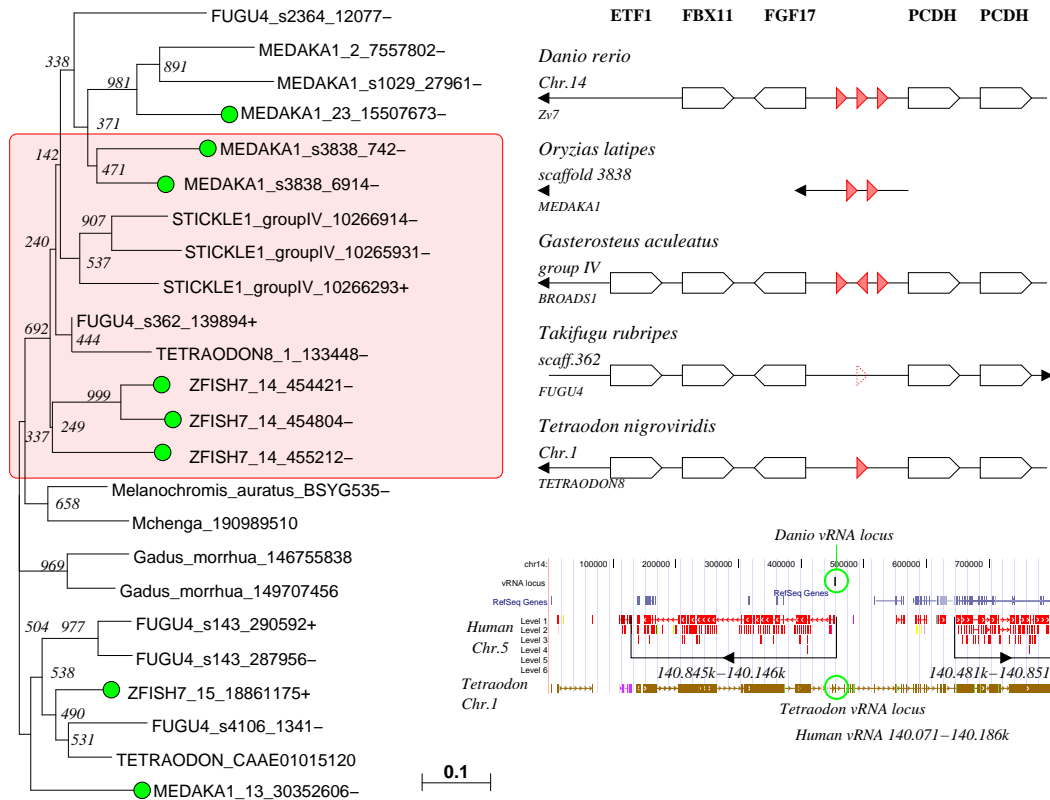 FUGU4_s2364_12077−
338
MEDAKA1_2_7557802−
891
981
MEDAKA1_s1029_27961−
MEDAKA1_23_15507673−
371
142
MEDAKA1_s3838_742−
471
MEDAKA1_s3838_6914−
907
STICKLE1_groupIV_10266914−
240
STICKLE1_groupIV_10265931−
537
STICKLE1_groupIV_10266293+
FUGU4_s362_139894+
692
444
TETRAODON8_1_133448−
ZFISH7_14_454421−
999
ZFISH7_14_454804−
249
337
ZFISH7_14_455212−
Melanochromis_auratus_BSYG535−
658
Mchenga_190989510
Gadus_morrhua_146755838
969
Gadus_morrhua_149707456
FUGU4_s143_290592+
504 977
FUGU4_s143_287956−
538
ZFISH7_15_18861175+
490
FUGU4_s4106_1341−
531
TETRAODON_CAAE01015120
0.1
MEDAKA1_13_30352606−
ETF1 FBX11 FGF17 PCDH PCDH
Danio rerio
Chr.14
Zv7
Oryzias latipes
scaffold 3838
MEDAKA1
Gasterosteus aculeatus
group IV
BROADS1
Takifugu rubripes
scaff.362
FUGU4
Tetraodon nigroviridis
Chr.1
TETRAODON8
Danio vRNA locus
chr14: 100000 200000 300000 400000 500000 600000 700000
vRNA locus
RefSeq Genes
RefSeq Genes
Human
Chr.5
Level 1
Level 2
Level 3
Level 4
Level 5
Level 6
140.845k−140.146k 140.481k−140.851
Tetraodon
Chr.1
Tetraodon vRNA locus
Human vRNA 140.071−140.186k